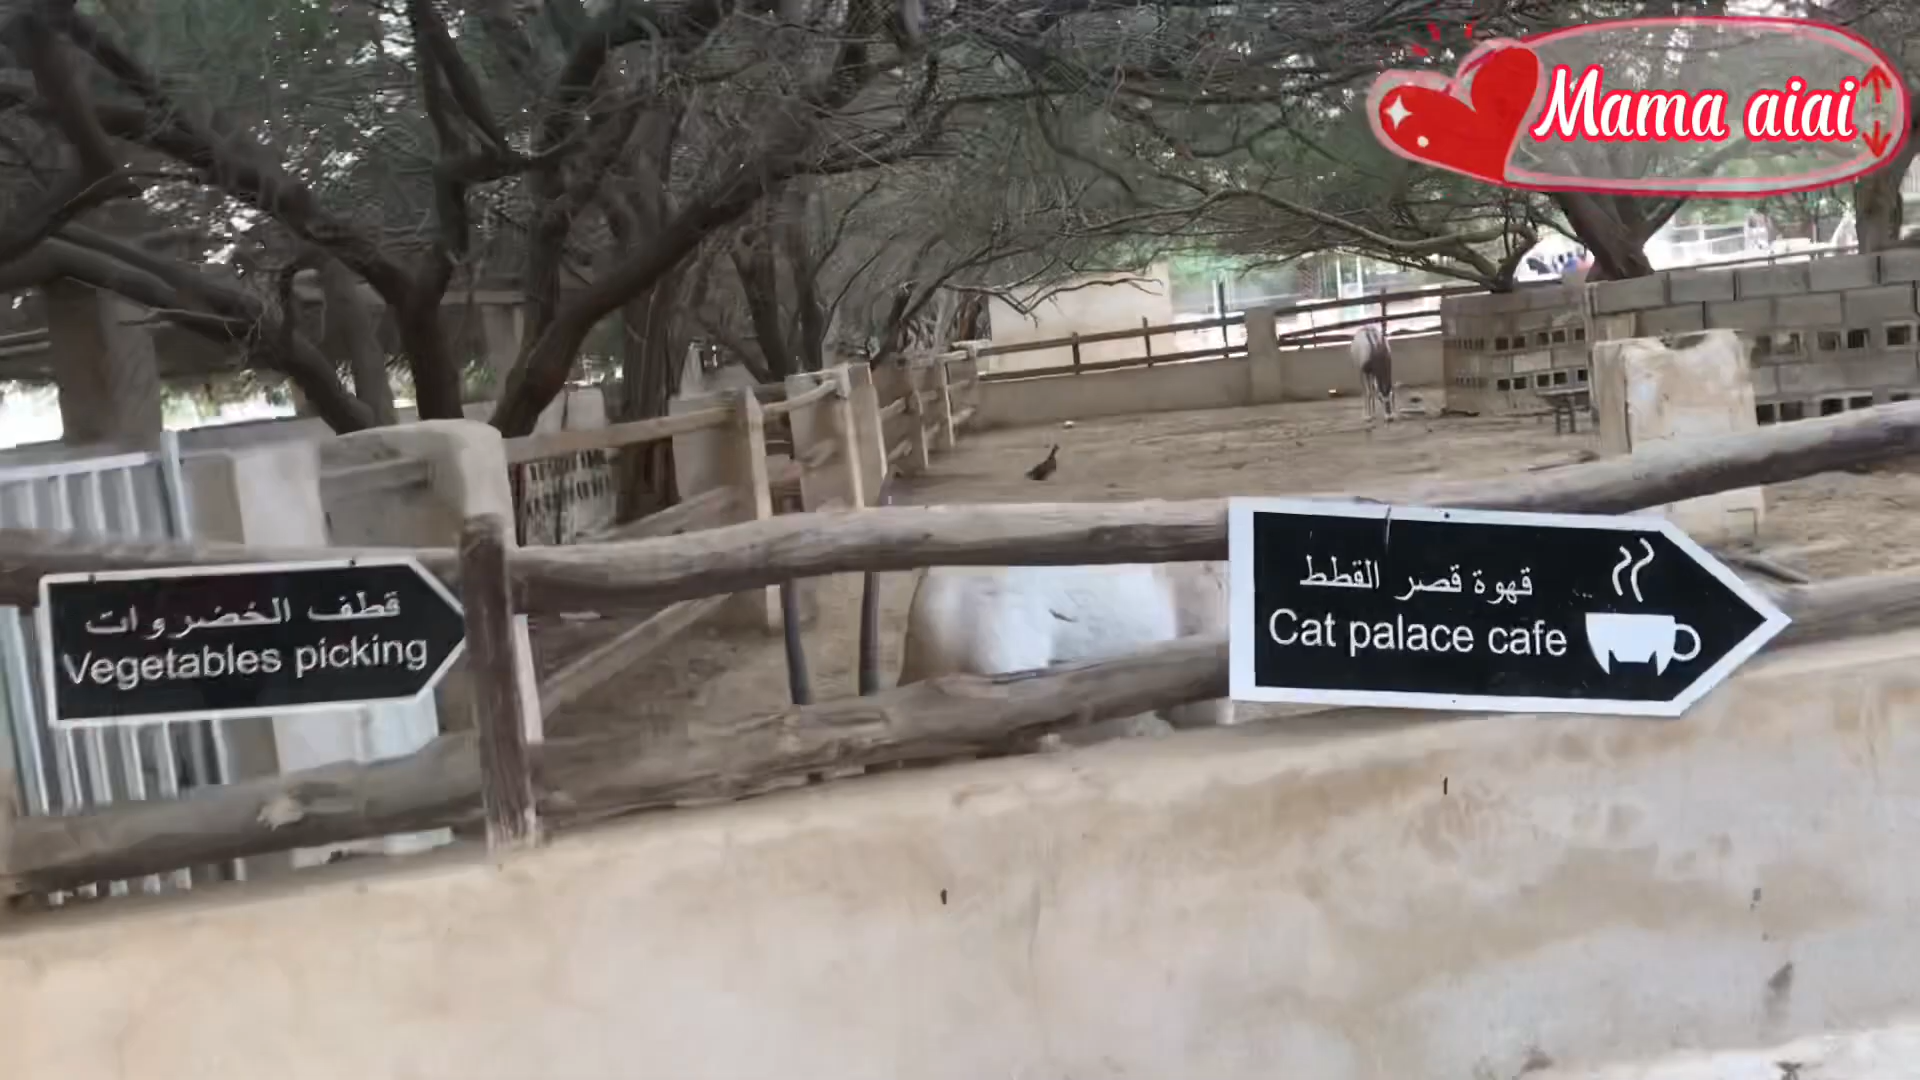 Mama aiai
قطف الخضروات
Vegetables picking
قهوة قصر القطط
Cat palace cafe